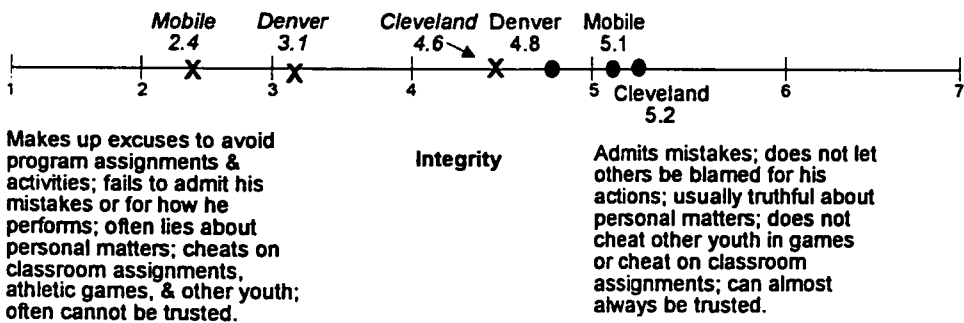 Mobile Denver Cleveland Denver Mobile
2.4 3.1 4.6 4.8 5.1
1 2 3 4 5 6 7
Cleveland
5.2
Makes up excuses to avoid
program assignments &
activities; fails to admit his
mistakes or for how he
performs; often lies about
personal matters; cheats on
classroom assignments,
athletic games, & other youth;
often cannot be trusted.
Integrity
Admits mistakes; does not let
others be blamed for his
actions; usually truthful about
personal matters; does not
cheat other youth in games
or cheat on classroom
assignments; can almost
always be trusted.